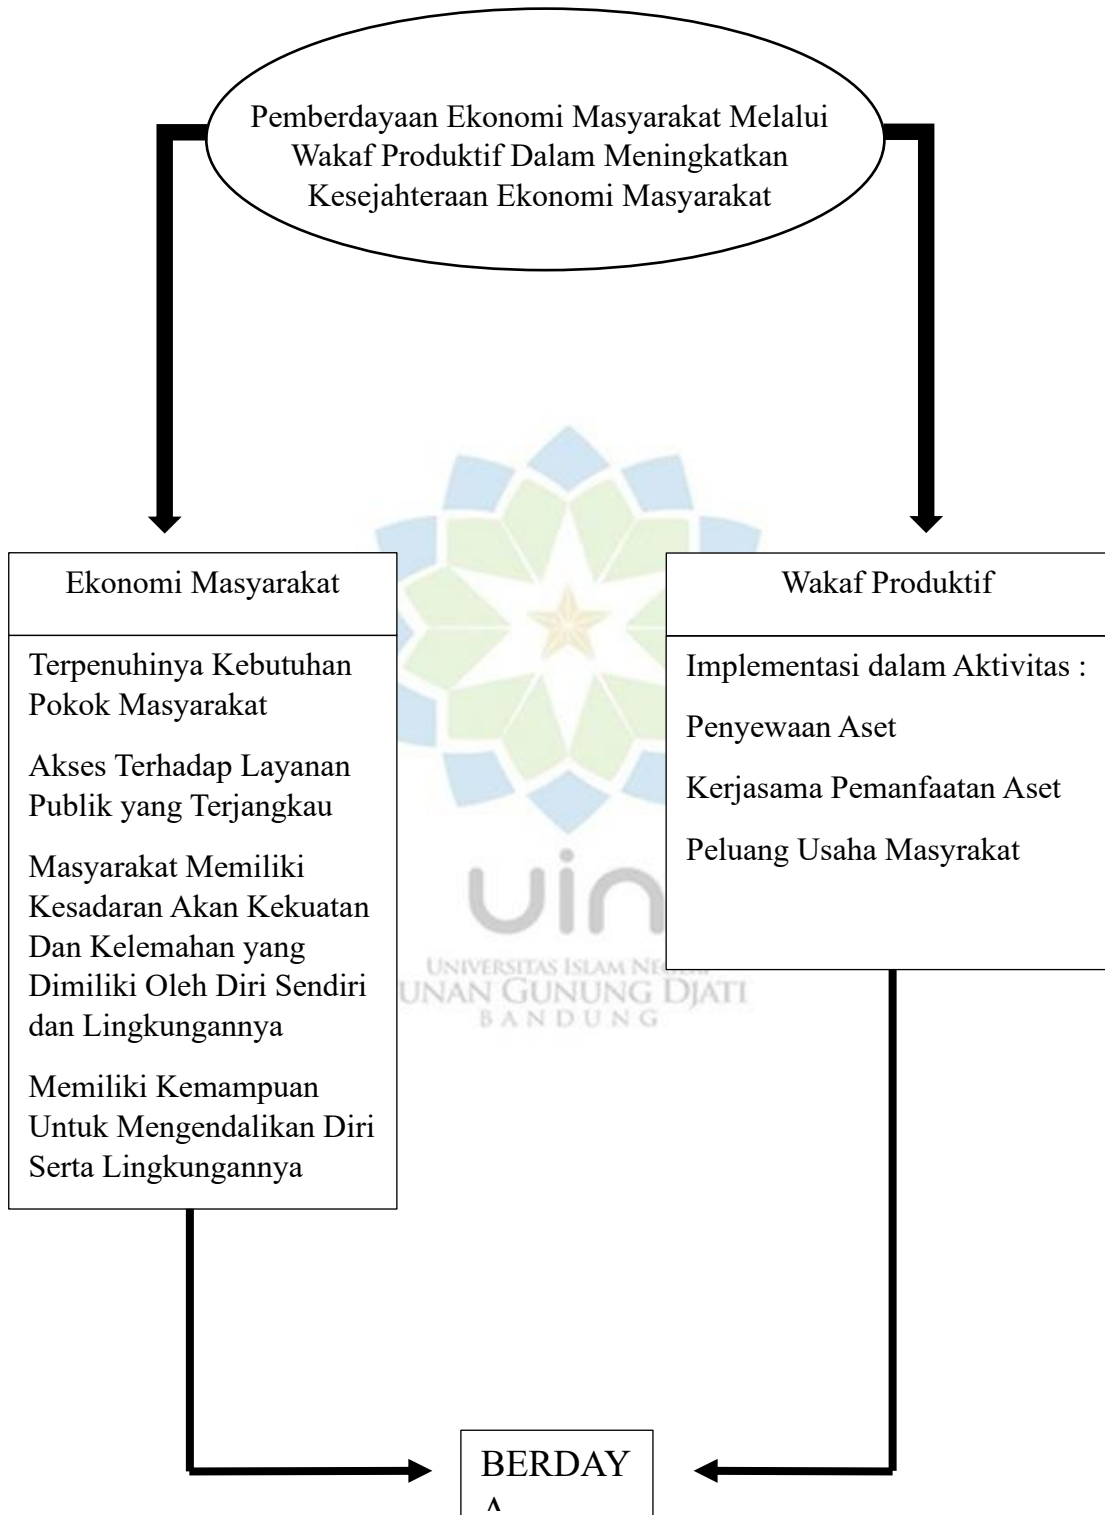 Pemberdayaan Ekonomi Masyarakat Melalui
Wakaf Produktif Dalam Meningkatkan
Kesejahteraan Ekonomi Masyarakat
Ekonomi Masyarakat
Terpenuhinya Kebutuhan
Pokok Masyarakat
Akses Terhadap Layanan
Publik yang Terjangkau
Masyarakat Memiliki
Kesadaran Akan Kekuatan
Dan Kelemahan yang
Dimiliki Oleh Diri Sendiri
dan Lingkungannya
Memiliki Kemampuan
Untuk Mengendalikan Diri
Serta Lingkungannya
Wakaf Produktif
Implementasi dalam Aktivitas :
Penyewaan Aset
Kerjasama Pemanfaatan Aset
Peluang Usaha Masyrakat
uin
UNIVERSITAS ISLAM
UNAN GUNUNG DJATI
BANDUNG
BERDAY
A